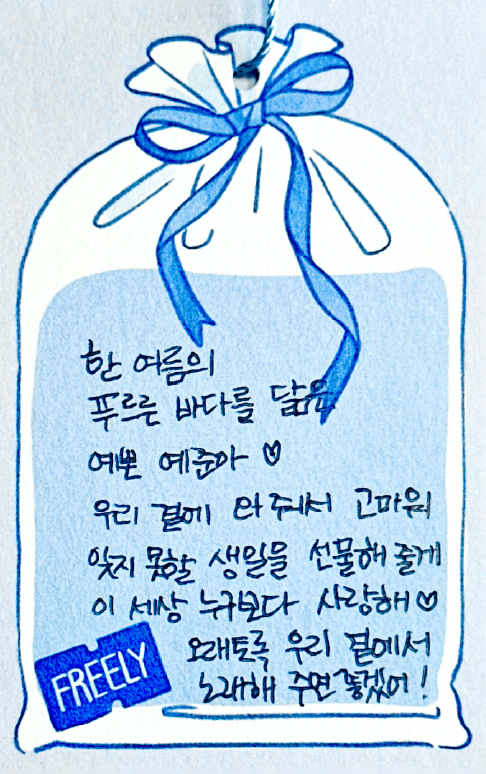 한 여름의
푸르른 바다를 닮은
예쁜 예준아 ♡
우리 곁에 와 줘서 고마워
잊지 못할 생일을 선물해 줄게
이 세상 누구보다 사랑해 ♡
오래토록 우리 곁에서
노래해 주면 좋겠어!
FREELY